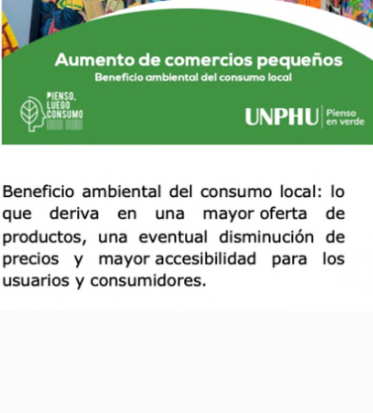 Aumento de comercios pequeños
Beneficio ambiental del consumo local
PIENSO,
LUEGO
CONSUMO
UNPHU Pienso
en verde
Beneficio ambiental del consumo local: lo
que deriva en una mayor oferta de
productos, una eventual disminución de
precios y mayor accesibilidad para los
usuarios y consumidores.